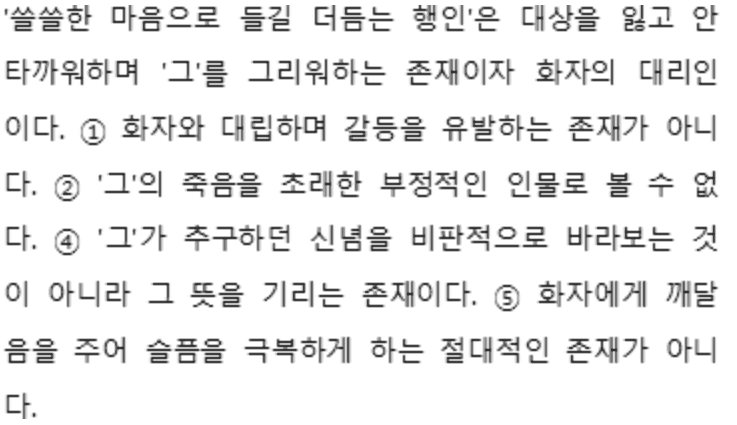 '쓸쓸한 마음으로 들길 더듬는 행인'은 대상을 잃고 안
타까워하며 '그'를 그리워하는 존재이자 화자의 대리인
이다. ① 화자와 대립하며 갈등을 유발하는 존재가 아니
다. ② '그'의 죽음을 초래한 부정적인 인물로 볼 수 없
다. ④ '그'가 추구하던 신념을 비판적으로 바라보는 것
이 아니라 그 뜻을 기리는 존재이다. ⑤ 화자에게 깨달
음을 주어 슬픔을 극복하게 하는 절대적인 존재가 아니
다.